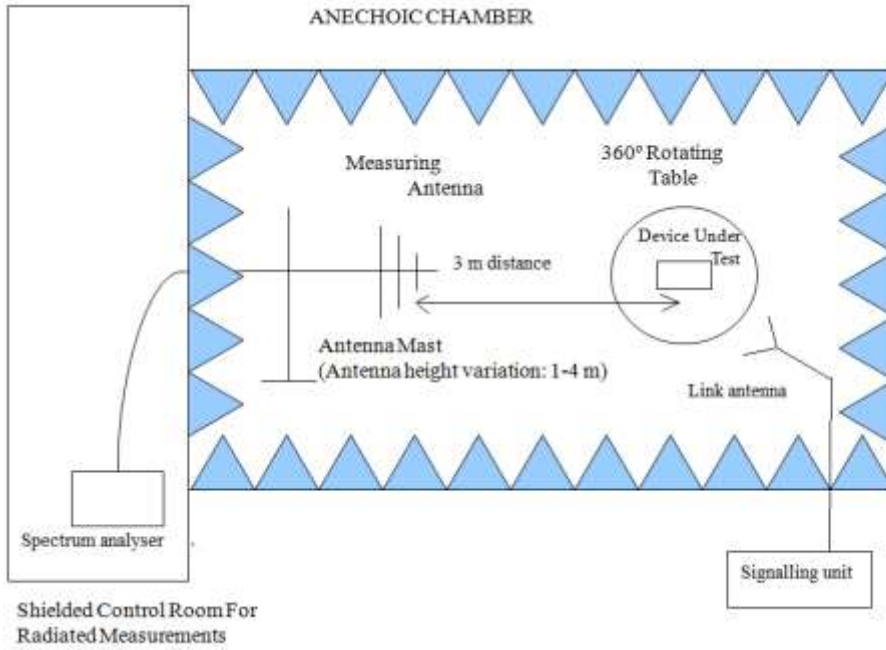 ANECHOIC CHAMBER
Measuring
Antenna
360° Rotating
Table
Device Under
Test
3 m distance
Antenna Mast
(Antenna height variation: 1-4 m)
Link antenna
Spectrum analyser
Signalling unit
Shielded Control Room For
Radiated Measurements